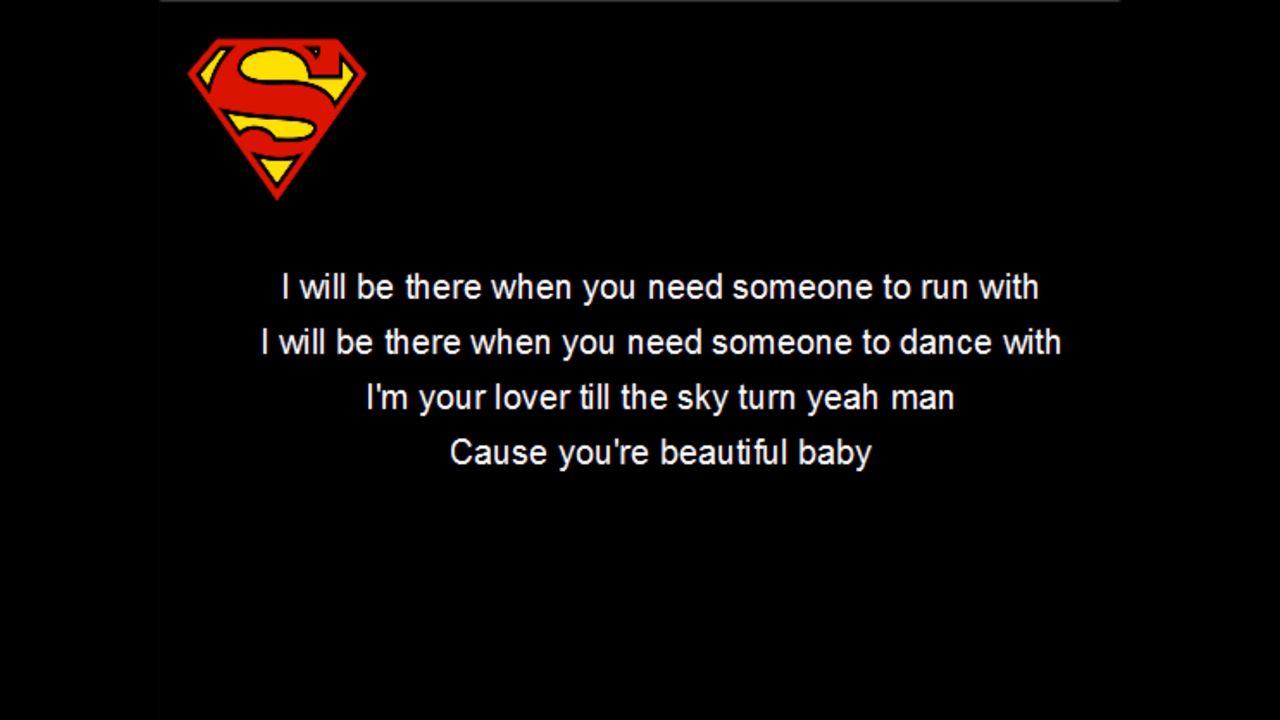 I will be there when you need someone to run with
I will be there when you need someone to dance with
I'm your lover till the sky turn yeah man
Cause you're beautiful baby